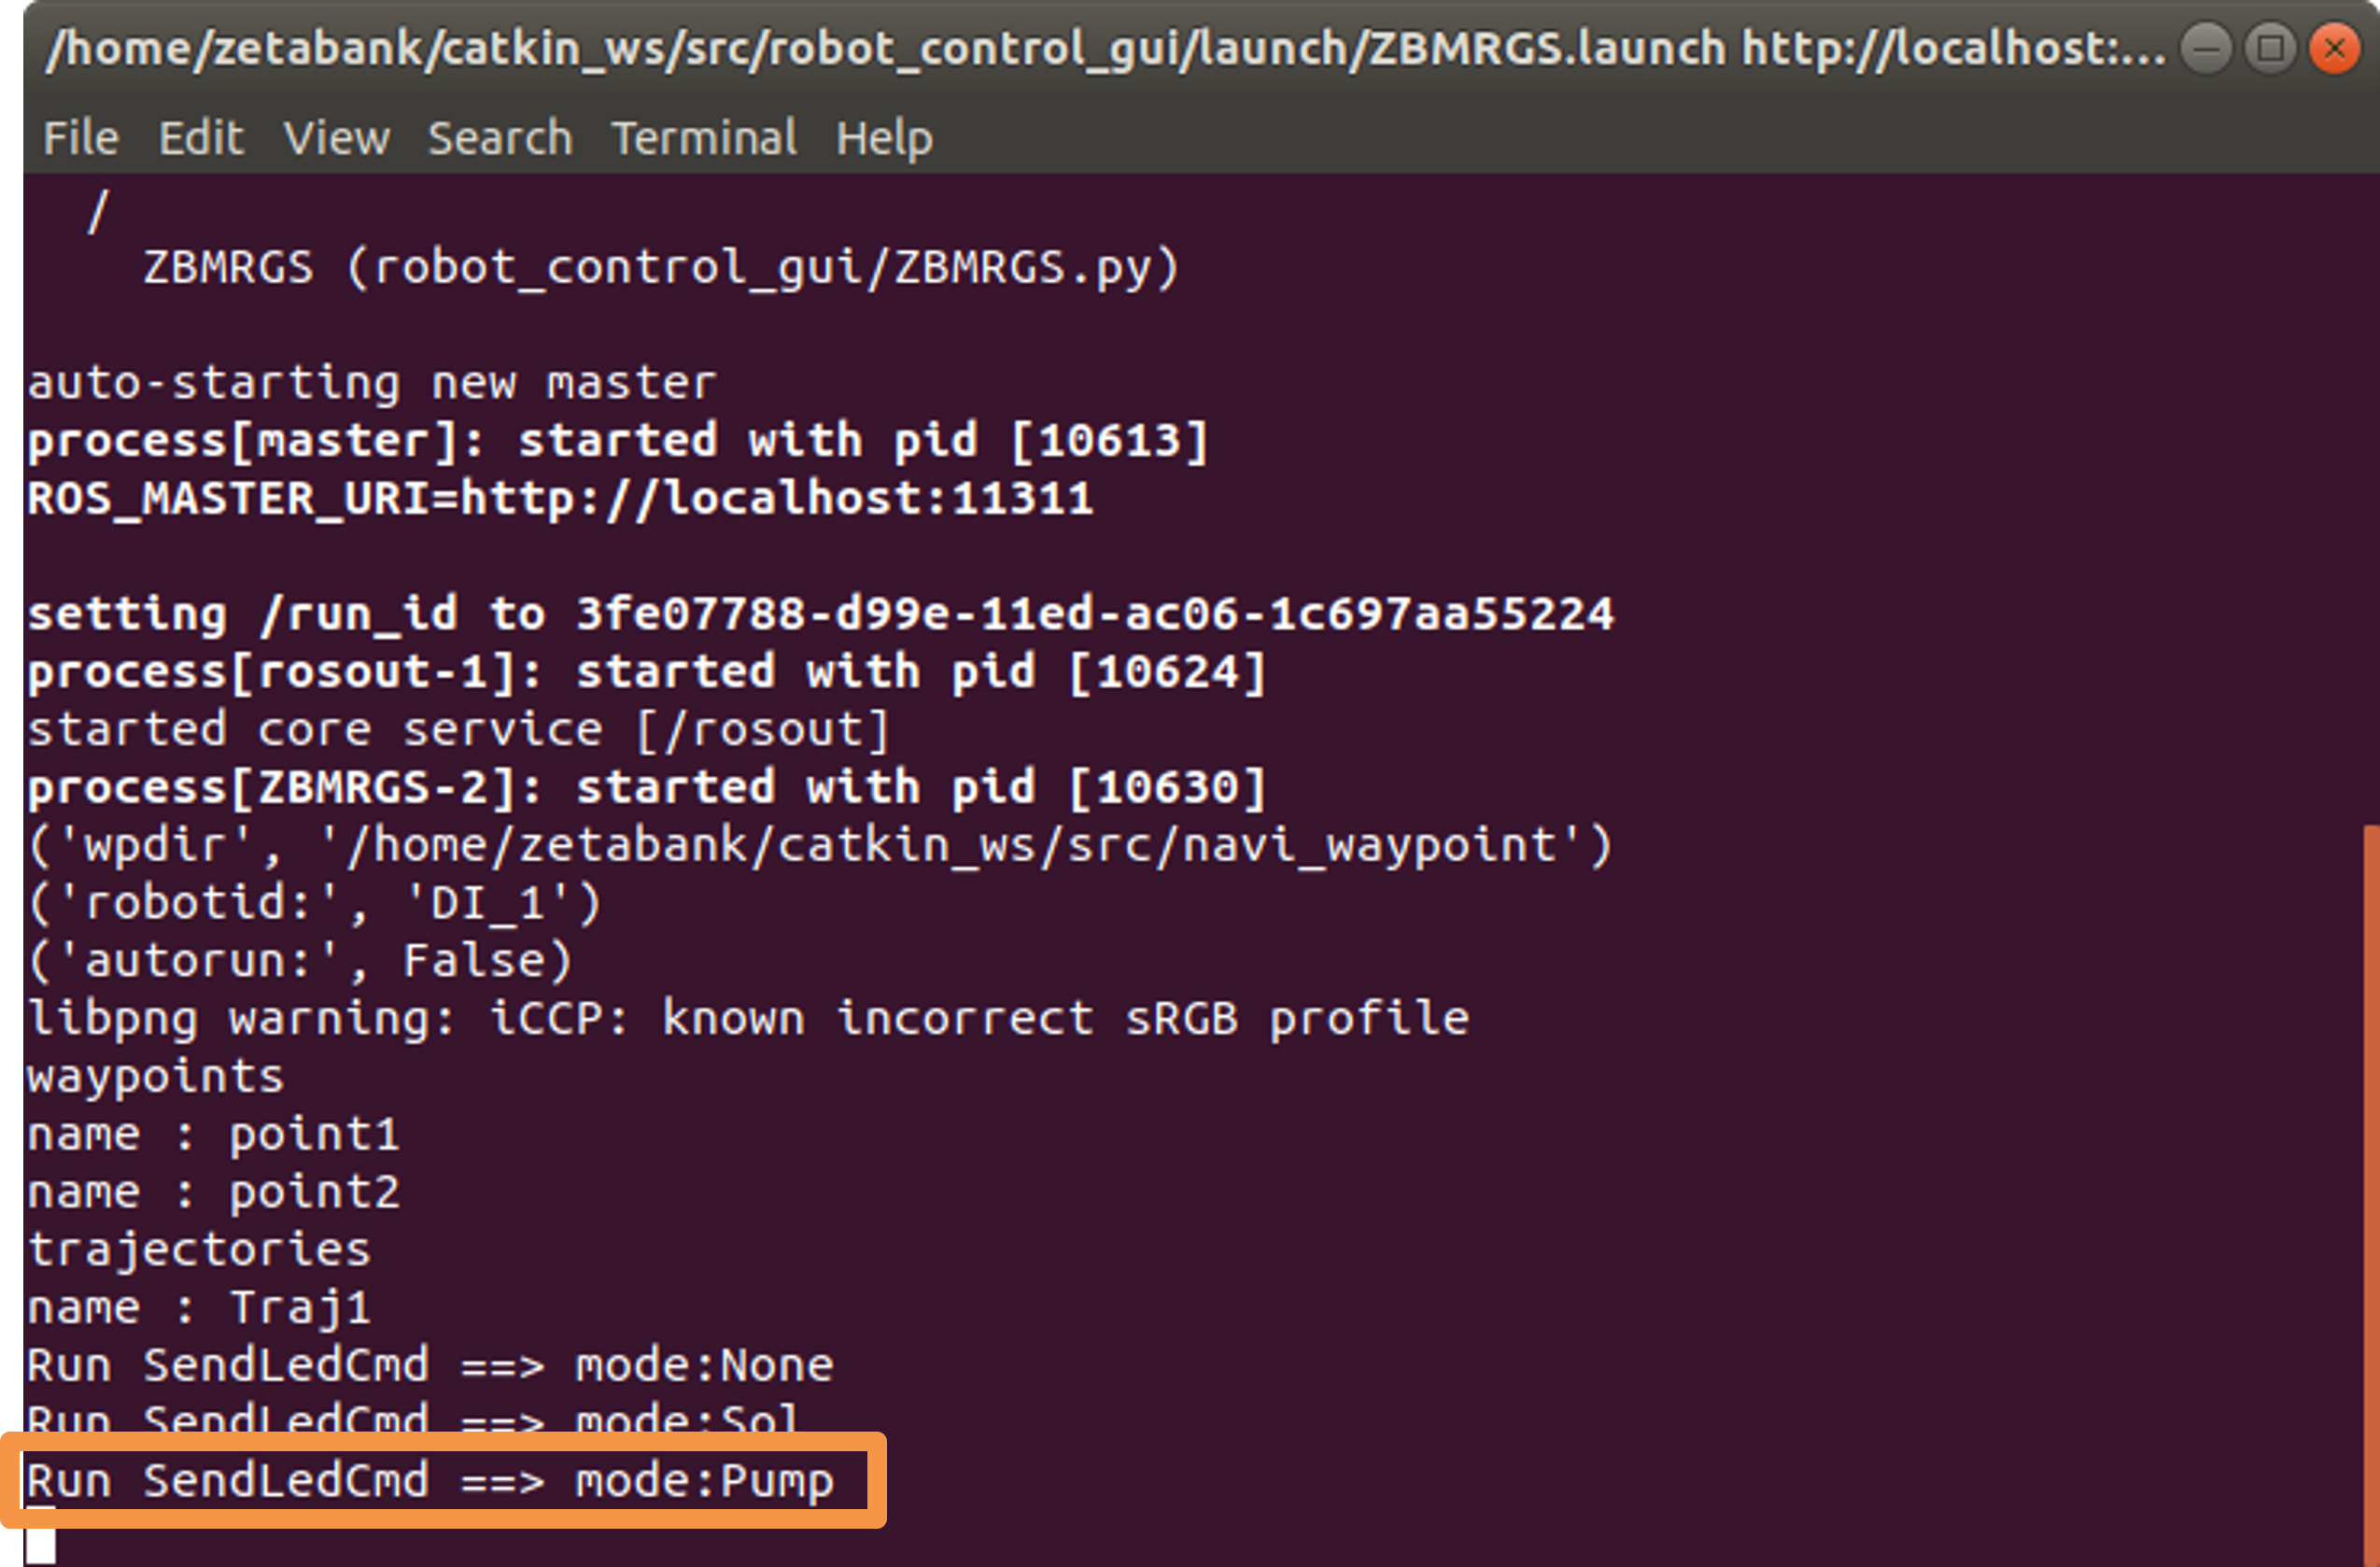 /home/zetabank/catkin_ws/src/robot_control_gui/launch/ZBMRGS.launch http://localhost:...
File Edit View Search Terminal Help
/
ZBMRGS (robot_control_gui/ZBMRGS.py)
auto-starting new master
process[master]: started with pid [10613]
ROS_MASTER_URI=http://localhost:11311
setting /run_id to 3fe07788-d99e-11ed-ac06-1c697aa55224
process[rosout-1]: started with pid [10624]
started core service [/rosout]
process[ZBMRGS-2]: started with pid [10630]
('wpdir', '/home/zetabank/catkin_ws/src/navi_waypoint')
('robotid:', 'DI_1')
('autorun:', False)
libpng warning: iCCP: known incorrect sRGB profile
waypoints
name : point1
name : point2
trajectories
name : Traj1
Run SendLedCmd ==> mode:None
Run SendLedCmd ==> mode:Sol
Run SendLedCmd ==> mode:Pump